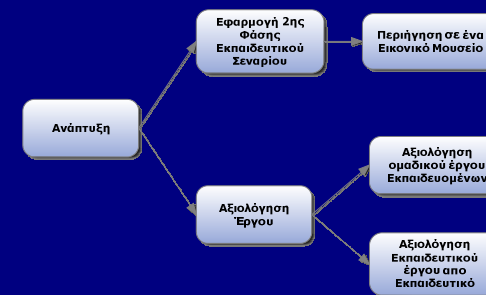 Εφαρμογή 2ης
Φάσης
Εκπαιδευτικού
Σεναρίου
Περιήγηση σε ένα
Εικονικό Μουσείο
Ανάπτυξη
Αξιολόγηση
ομαδικού έργου
Εκπαιδευομένων
Αξιολόγηση
Έργου
Αξιολόγηση
Εκπαιδευτικού
έργου απο
Εκπαιδευτικό